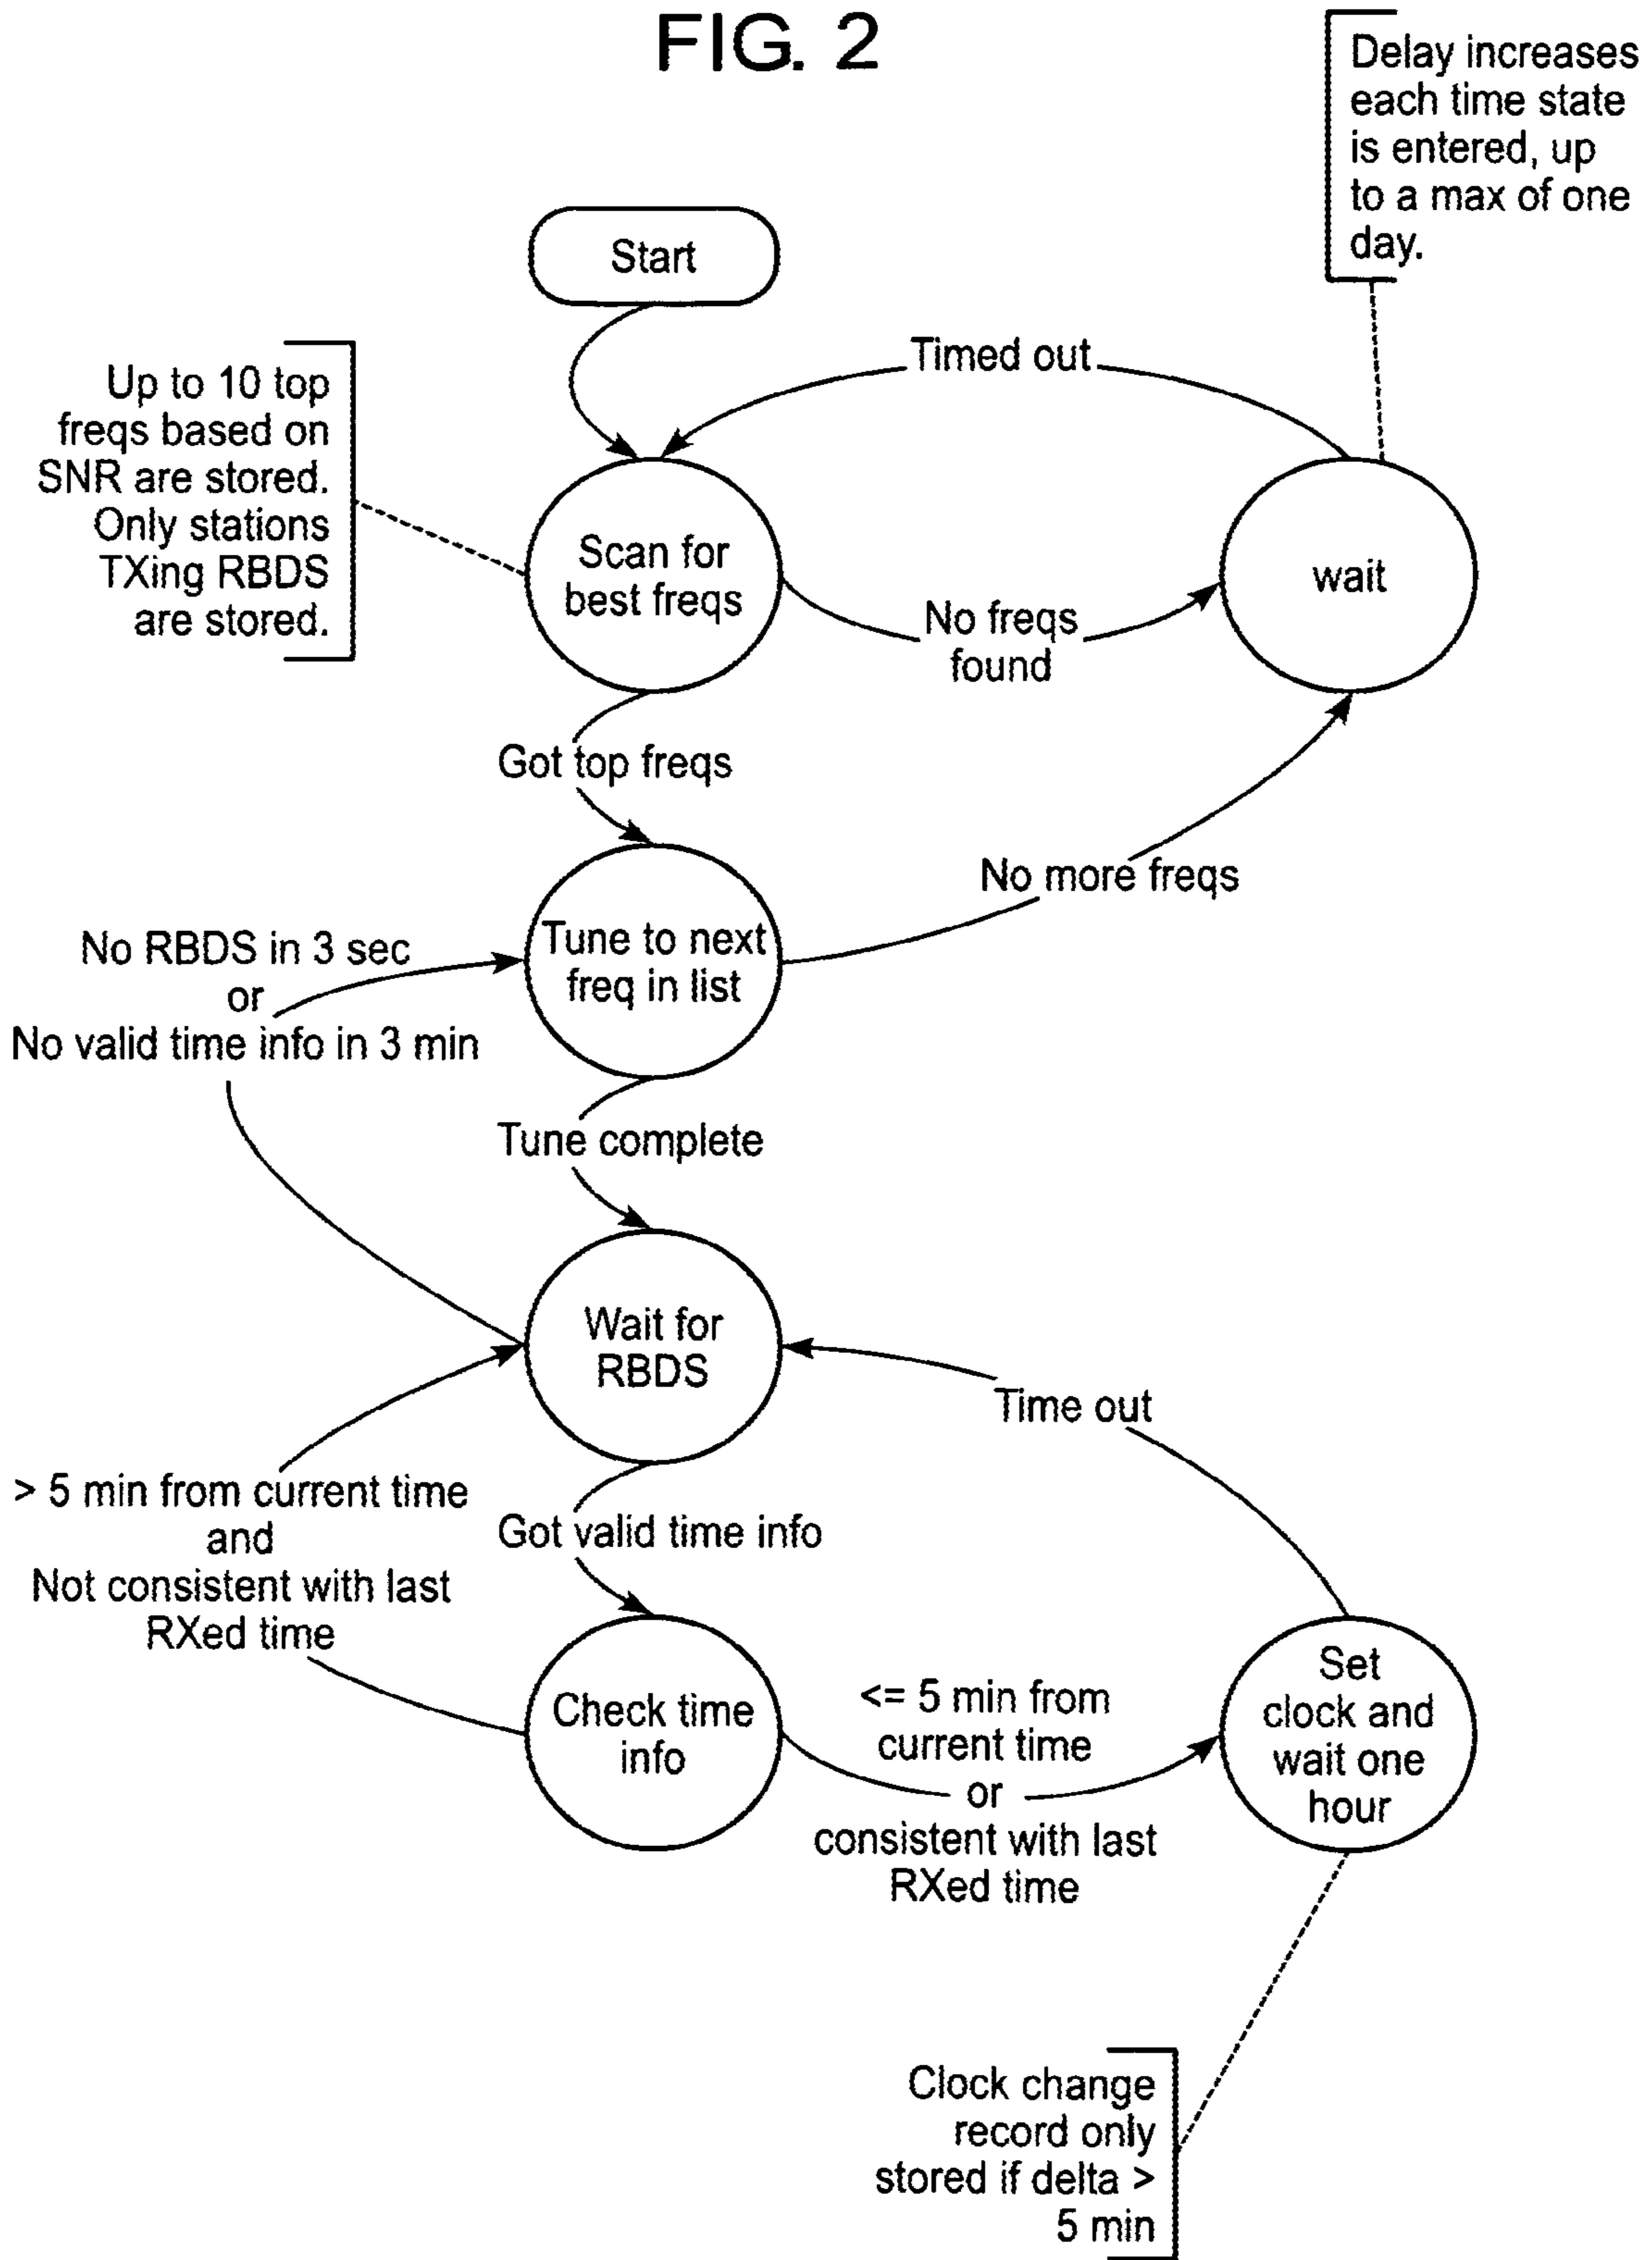 FIG. 2
Delay increases
each time state
is entered, up
to a max of one
day.
Start
Timed out
Up to 10 top
freqs based on
SNR are stored.
Only stations
TXing RBDS
are stored.
Scan for
best freqs
wait
No freqs
found
Got top freqs
No more freqs
Tune to next
freq in list
No RBDS in 3 sec
or
No valid time info in 3 min
Tune complete
Wait for
RBDS
Time out
> 5 min from current time
and
Not consistent with last
RXed time
Got valid time info
Check time
info
<= 5 min from
current time
or
consistent with last
RXed time
Set
clock and
wait one
hour
Clock change
record only
stored if delta >
5 min